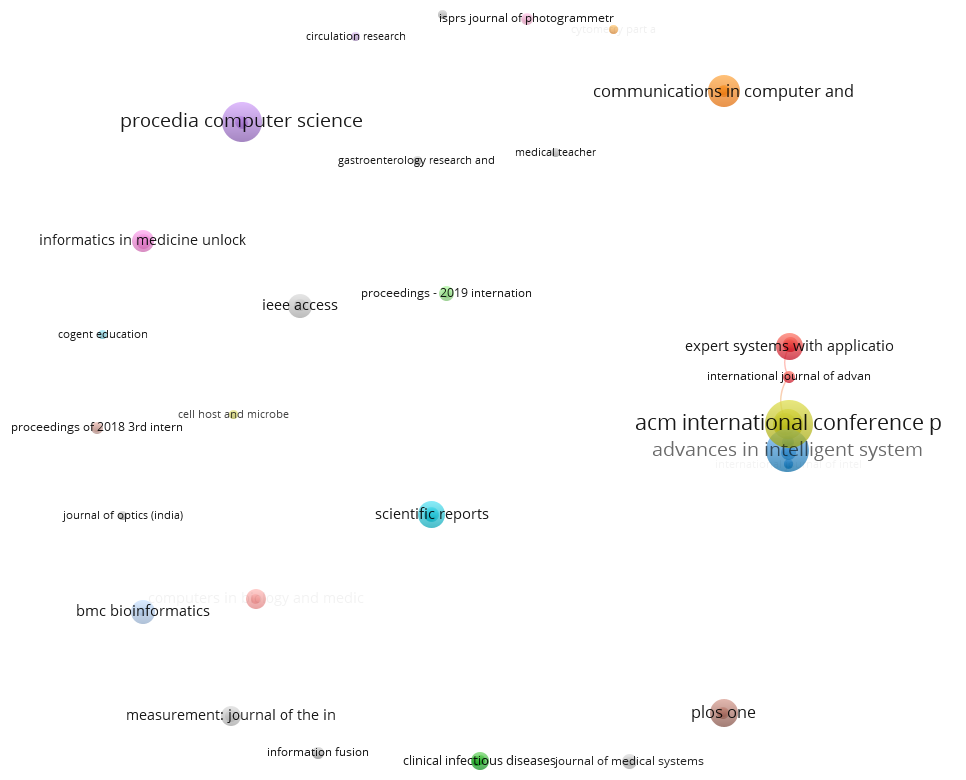 isprs journal of photogrammetr
cytometry part a
circulation research
communications in computer and
procedia computer science
medical teacher
gastroenterology research and
informatics in medicine unlock
proceedings - 2019 internation
ieee access
cogent education
expert systems with applicatio
international journal of advan
cell host and microbe
acm international conference p
proceedings of 2018 3rd intern
advances in intelligent system
international journal of intel
scientific reports
journal of optics (india)
computers in biology and medic
bmc bioinformatics
plos one
measurement: journal of the in
information fusion
clinical infectious diseases
journal of medical systems